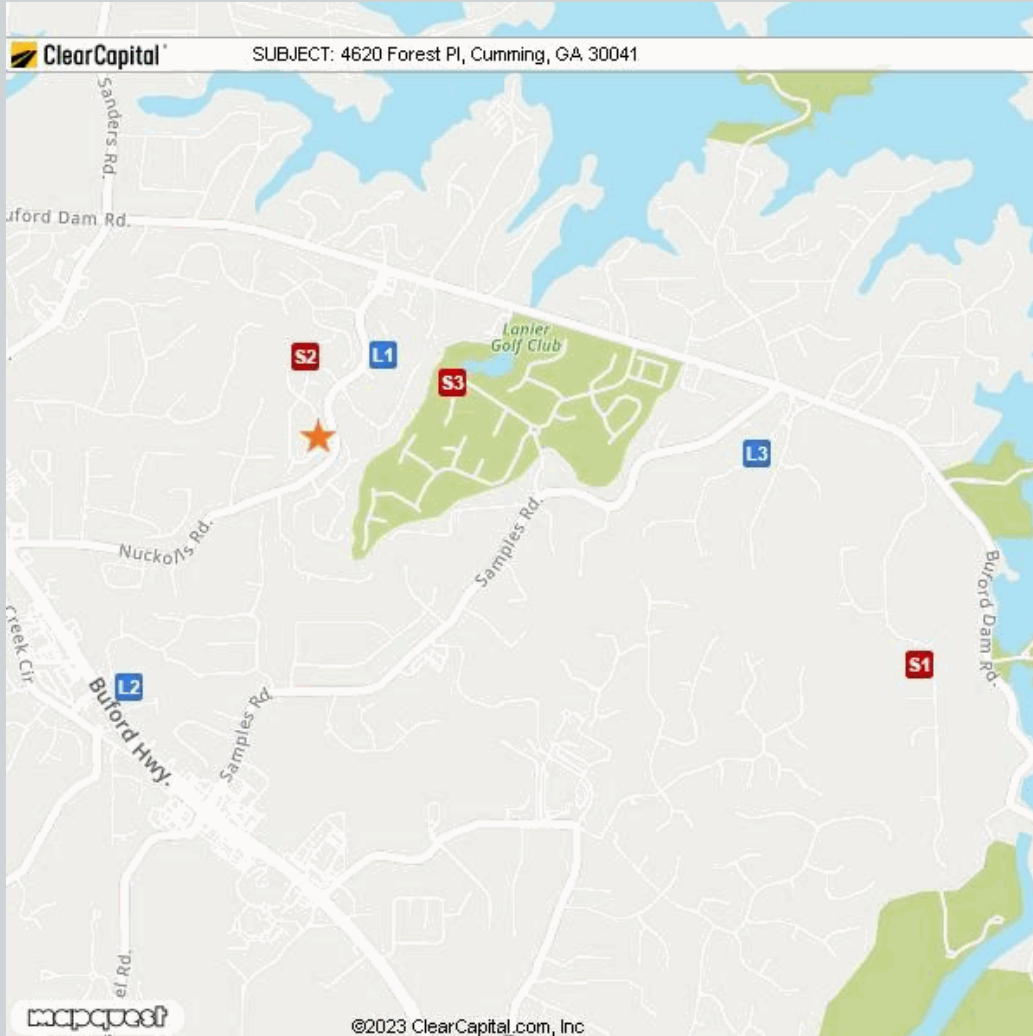 ClearCapital
SUBJECT: 4620 Forest Pl, Cumming, GA 30041
Sanders Rd.
uford Dam Rd.
Lanier
Golf Club
S2
L1
S3
L3
Nuckolls Rd.
Samples Rd.
Buford Dam Rd.
Creek Cir
S1
L2
Buford Hwy.
Samples Rd
el Rd.
mapquest
©2023 ClearCapital.com, Inc